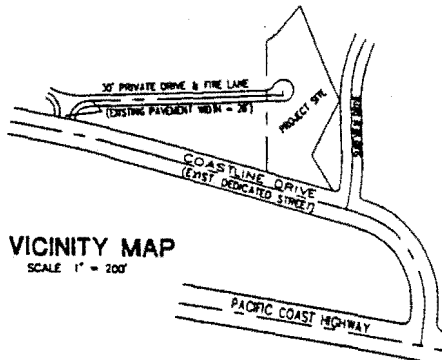 30' PRIVATE DRIVE & FIRE LANE
(EXISTING PAVEMENT WIDTH = 28')
PROJECT SITE
COASTLINE DRIVE
(EXIST DEDICATED STREET)
VICINITY MAP
SCALE 1" = 200'
PACIFIC COAST HIGHWAY